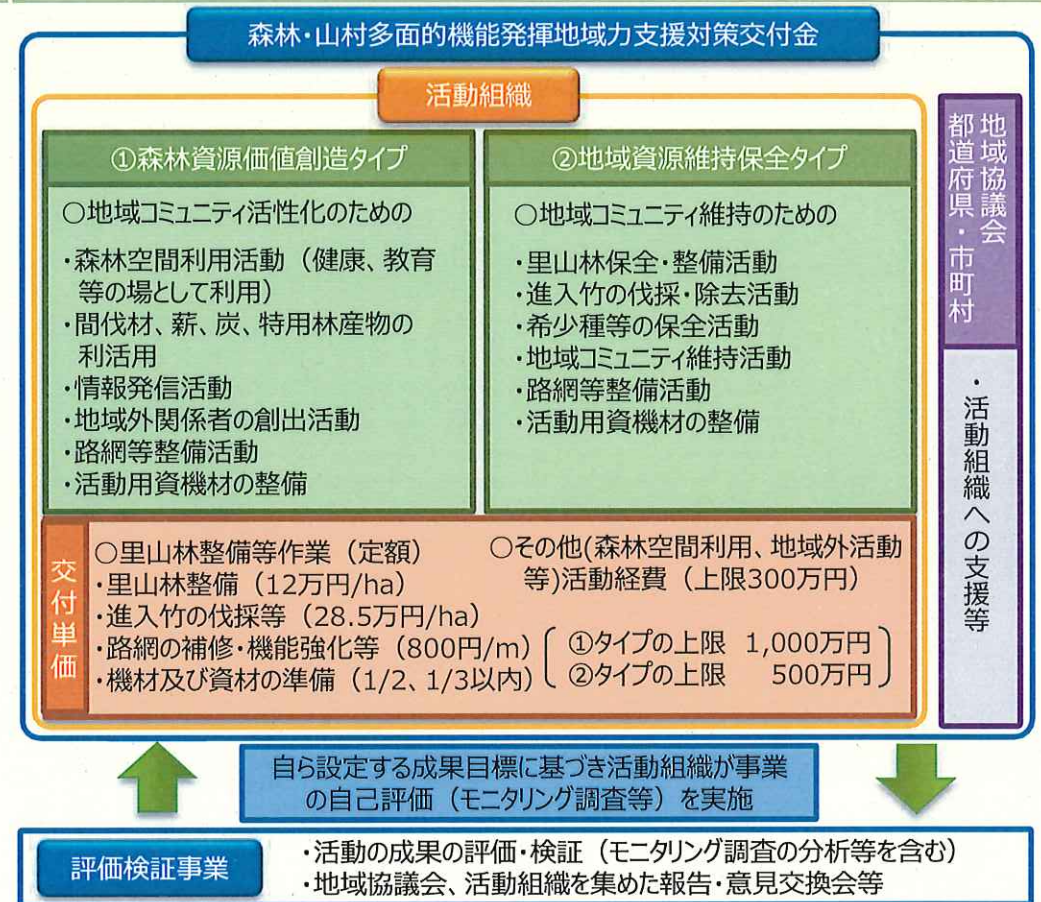 森林・山村多面的機能発揮地域力支援対策交付金
活動組織
①森林資源価値創造タイプ
○地域コミュニティ活性化のための
・森林空間利用活動（健康、教育
等の場として利用）
・間伐材、薪、炭、特用林産物の
利活用
・情報発信活動
・地域外関係者の創出活動
・路網等整備活動
・活動用資機材の整備
②地域資源維持保全タイプ
○地域コミュニティ維持のための
・里山林保全・整備活動
・進入竹の伐採・除去活動
・希少種等の保全活動
・地域コミュニティ維持活動
・路網等整備活動
・活動用資機材の整備
交付単価
○里山林整備等作業（定額）
・里山林整備（12万円/ha）
・進入竹の伐採等（28.5万円/ha）
・路網の補修・機能強化等（800円/m）
・機材及び資材の準備（1/2、1/3以内）
○その他(森林空間利用、地域外活動
等)活動経費（上限300万円）
①タイプの上限 1,000万円
②タイプの上限 500万円
地域協議会
都道府県・市町村
・活動組織への支援等
自ら設定する成果目標に基づき活動組織が事業
の自己評価（モニタリング調査等）を実施
評価検証事業
・活動の成果の評価・検証（モニタリング調査の分析等を含む）
・地域協議会、活動組織を集めた報告・意見交換会等